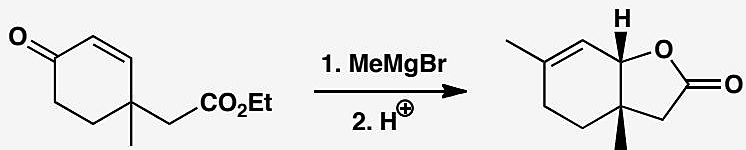 H
O
O
1. MeMgBr
CO₂Et
O
2. H⊕